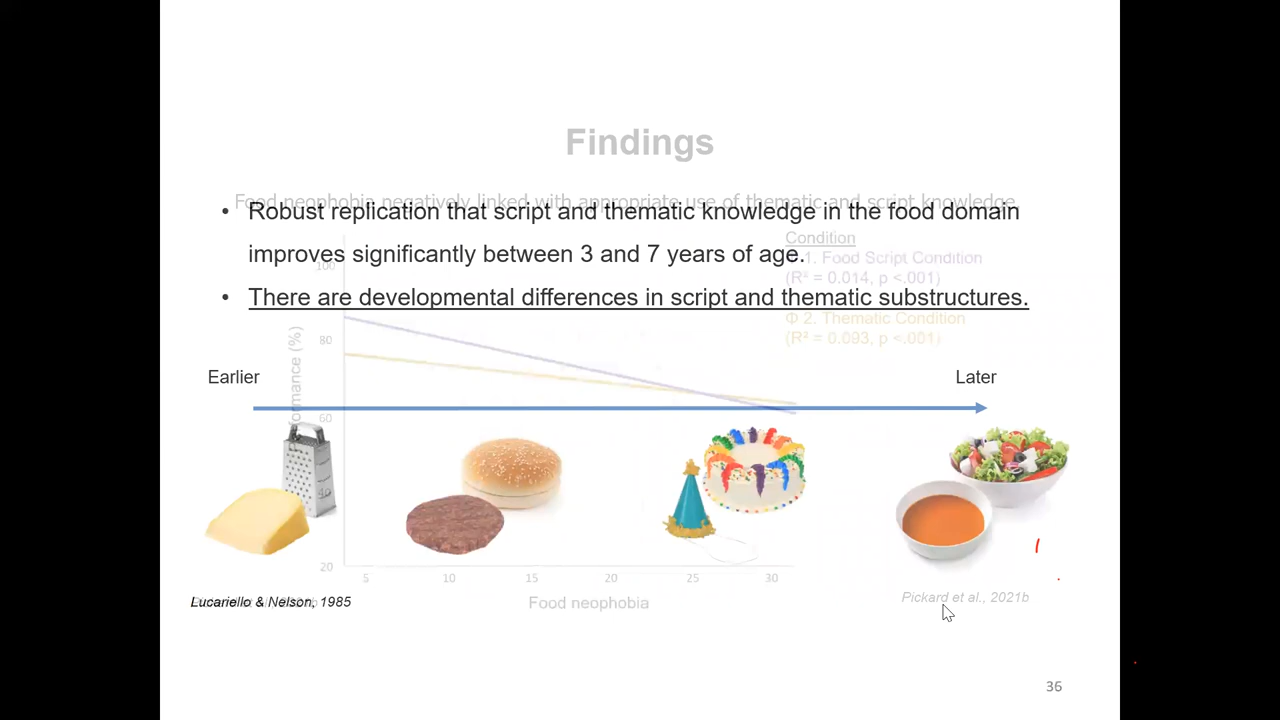 Findings
Food neophobia negatively linked with appropriate use of thematic and script knowledge
• Robust replication that script and thematic knowledge in the food domain
improves significantly between 3 and 7 years of age.
• There are developmental differences in script and thematic substructures.
Condition
1. Food Script Condition
(R² = 0.014, p <.001)
Φ 2. Thematic Condition
(R² = 0.093, p <.001)
100
80
60
20
Earlier
Later
5
10
15
20
25
30
Food neophobia
Lucariello & Nelson, 1985
Pickard et al., 2021b
36